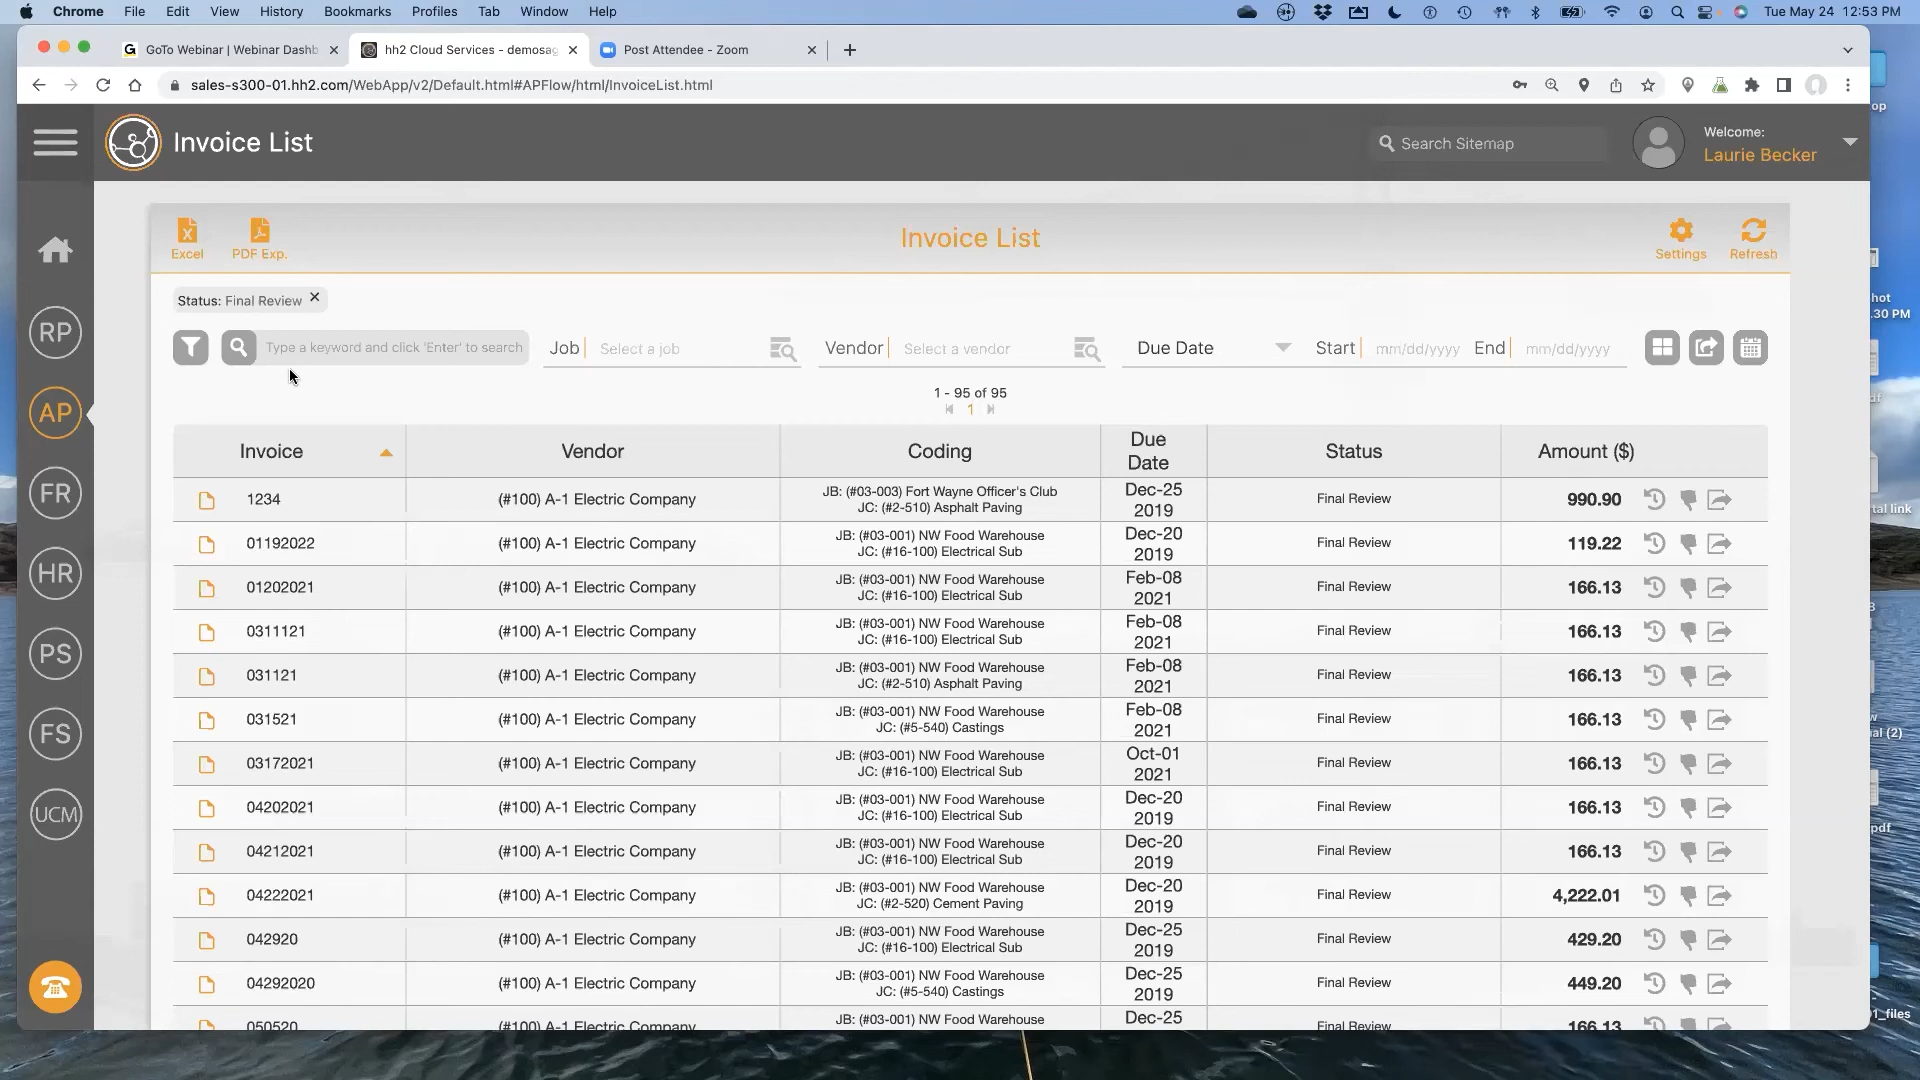 Chrome File Edit View History Bookmarks Profiles Tab Window Help Tue May 24 12:53 PM
GoTo Webinar | Webinar Dashb hh2 Cloud Services - demosag Post Attendee - Zoom
sales-s300-01.hh2.com/WebApp/v2/Default.html#APFlow/html/InvoiceList.html
Invoice List
Search Sitemap
Welcome:
Laurie Becker
RP
AP
FR
HR
PS
FS
UCM
Excel
PDF Exp.
Invoice List
Settings
Refresh
Status: Final Review
Type a keyword and click 'Enter' to search
Job Select a job
Vendor Select a vendor
Due Date
Start mm/dd/yyyy End mm/dd/yyyy
1 - 95 of 95
1
Invoice Vendor Coding Due Date Status Amount ($)
1234 (#100) A-1 Electric Company JB: (#03-003) Fort Wayne Officer's Club JC: (#2-510) Asphalt Paving Dec-25 2019 Final Review 990.90
01192022 (#100) A-1 Electric Company JB: (#03-001) NW Food Warehouse JC: (#16-100) Electrical Sub Dec-20 2019 Final Review 119.22
01202021 (#100) A-1 Electric Company JB: (#03-001) NW Food Warehouse JC: (#16-100) Electrical Sub Feb-08 2021 Final Review 166.13
0311121 (#100) A-1 Electric Company JB: (#03-001) NW Food Warehouse JC: (#16-100) Electrical Sub Feb-08 2021 Final Review 166.13
031121 (#100) A-1 Electric Company JB: (#03-001) NW Food Warehouse JC: (#2-510) Asphalt Paving Feb-08 2021 Final Review 166.13
031521 (#100) A-1 Electric Company JB: (#03-001) NW Food Warehouse JC: (#5-540) Castings Feb-08 2021 Final Review 166.13
03172021 (#100) A-1 Electric Company JB: (#03-001) NW Food Warehouse JC: (#16-100) Electrical Sub Oct-01 2021 Final Review 166.13
04202021 (#100) A-1 Electric Company JB: (#03-001) NW Food Warehouse JC: (#16-100) Electrical Sub Dec-20 2019 Final Review 166.13
04212021 (#100) A-1 Electric Company JB: (#03-001) NW Food Warehouse JC: (#16-100) Electrical Sub Dec-20 2019 Final Review 166.13
04222021 (#100) A-1 Electric Company JB: (#03-001) NW Food Warehouse JC: (#2-520) Cement Paving Dec-20 2019 Final Review 4,222.01
042920 (#100) A-1 Electric Company JB: (#03-001) NW Food Warehouse JC: (#16-100) Electrical Sub Dec-25 2019 Final Review 429.20
04292020 (#100) A-1 Electric Company JB: (#03-001) NW Food Warehouse JC: (#5-540) Castings Dec-25 2019 Final Review 449.20
050520 (#100) A-1 Electric Company JB: (#03-001) NW Food Warehouse Dec-25 Final Review 166.13
op
hot
.30 PM
tal link
al (2)
pdf
1_files